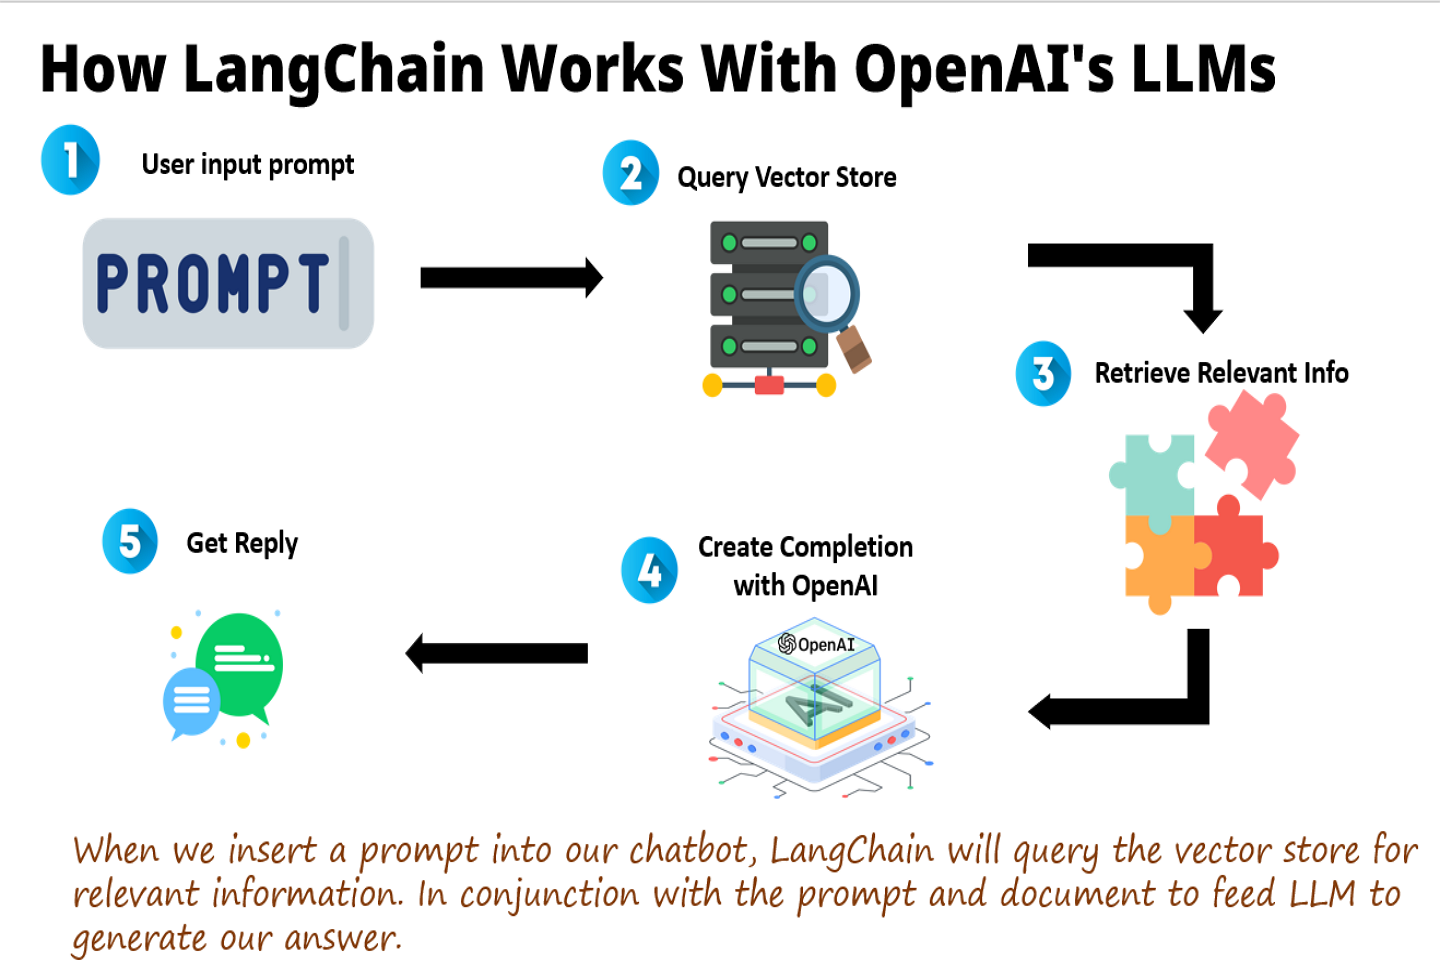 How LangChain Works With OpenAI's LLMs
1
User input prompt
PROMPT
2
Query Vector Store
3
Retrieve Relevant Info
4
Create Completion
with OpenAI
OpenAI
AI
5
Get Reply
When we insert a prompt into our chatbot, LangChain will query the vector store for
relevant information. In conjunction with the prompt and document to feed LLM to
generate our answer.